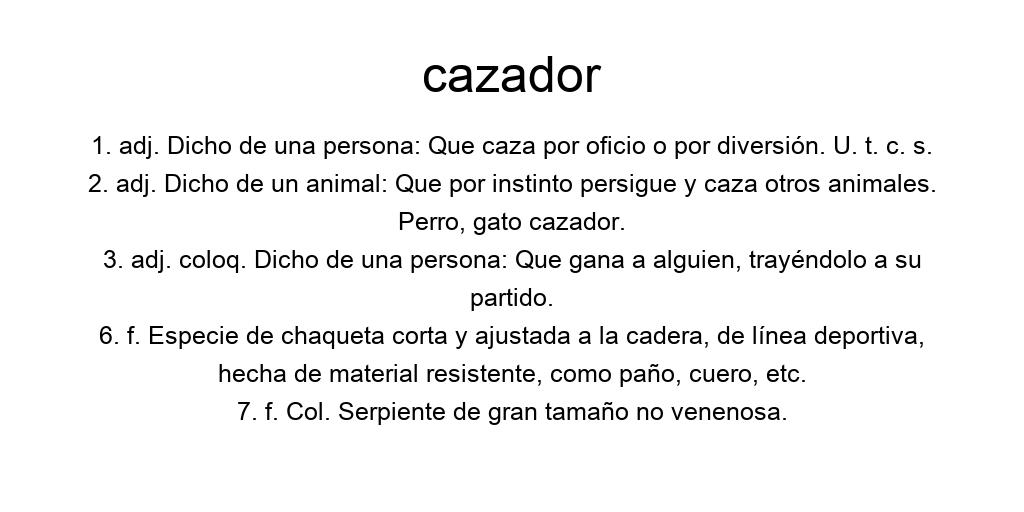 cazador
1. adj. Dicho de una persona: Que caza por oficio o por diversión. U. t. c. s.
2. adj. Dicho de un animal: Que por instinto persigue y caza otros animales.
Perro, gato cazador.
3. adj. coloq. Dicho de una persona: Que gana a alguien, trayéndolo a su
partido.
6. f. Especie de chaqueta corta y ajustada a la cadera, de línea deportiva,
hecha de material resistente, como paño, cuero, etc.
7. f. Col. Serpiente de gran tamaño no venenosa.